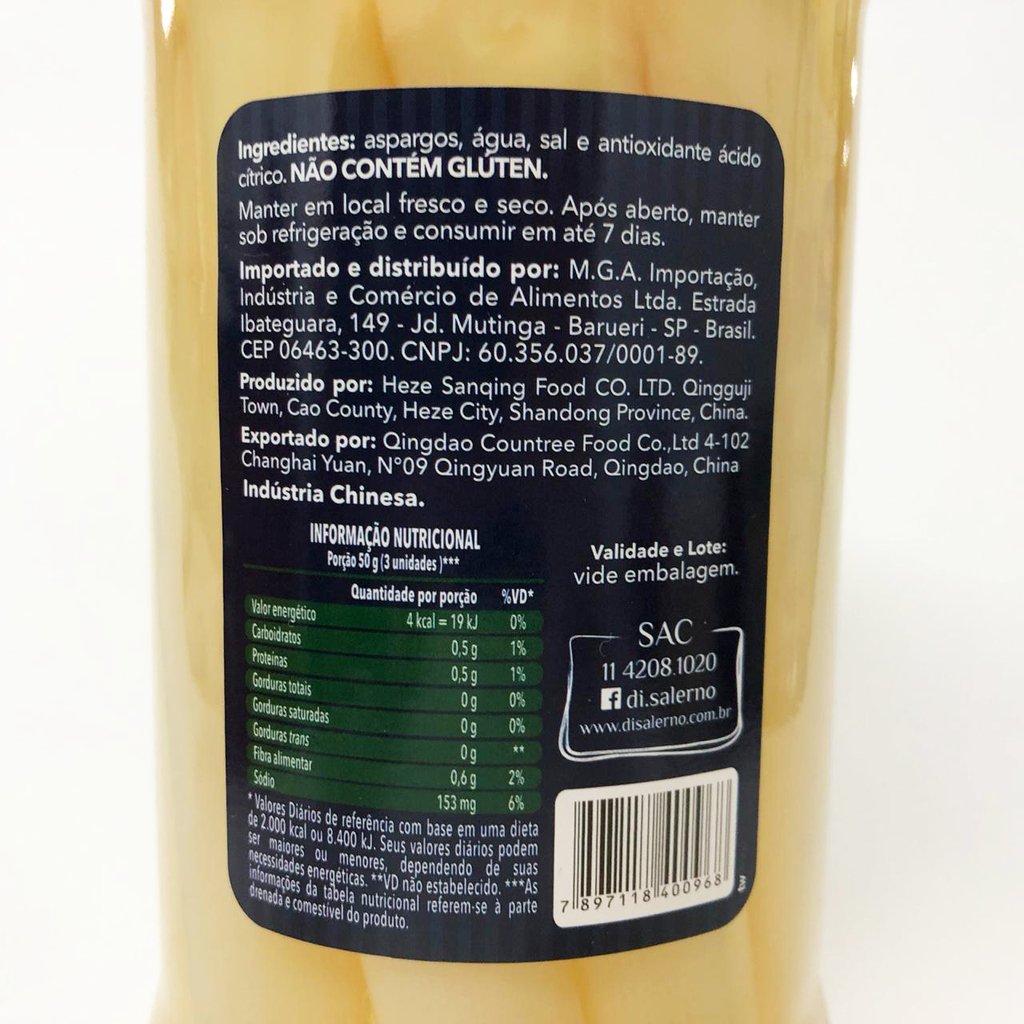 Ingredientes: aspargos, água, sal e antioxidante ácido
cítrico. NÃO CONTÉM GLÚTEN.
Manter em local fresco e seco. Após aberto, manter
sob refrigeração e consumir em até 7 dias.
Importado e distribuído por: M.G.A. Importação,
Indústria e Comércio de Alimentos Ltda. Estrada
Ibateguara, 149 - Jd. Mutinga - Barueri - SP - Brasil.
CEP 06463-300. CNPJ: 60.356.037/0001-89.
Produzido por: Heze Sanqing Food CO. LTD. Qingguji
Town, Cao County, Heze City, Shandong Province, China.
Exportado por: Qingdao Countree Food Co.,Ltd 4-102
Changhai Yuan, N°09 Qingyuan Road, Qingdao, China
Indústria Chinesa.
INFORMAÇÃO NUTRICIONAL
Porção 50 g (3 unidades )***
Quantidade por porção %VD*
Valor energético 4 kcal = 19 kJ 0%
Carboidratos 0,5 g 1%
Proteínas 0,5 g 1%
Gorduras totais 0 g 0%
Gorduras saturadas 0 g 0%
Gorduras trans 0 g **
Fibra alimentar 0,6 g 2%
Sódio 153 mg 6%
* Valores Diários de referência com base em uma dieta
de 2.000 kcal ou 8.400 kJ. Seus valores diários podem
ser maiores ou menores, dependendo de suas
necessidades energéticas. **VD não estabelecido. ***As
informações da tabela nutricional referem-se à parte
drenada e comestível do produto.
Validade e Lote:
vide embalagem.
SAC
11 4208.1020
f di.salerno
www.disalerno.com.br
7 897118 400968
tw